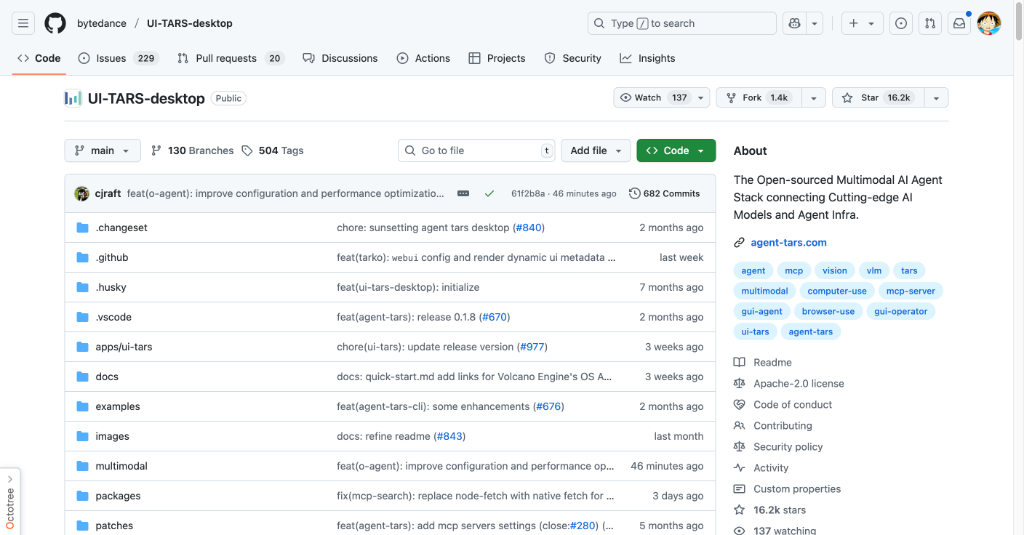 bytedance / UI-TARS-desktop
Type / to search
Code
Issues 229
Pull requests 20
Discussions
Actions
Projects
Security
Insights
UI-TARS-desktop Public
Watch 137
Fork 1.4k
Star 16.2k
main
130 Branches
504 Tags
Go to file t
Add file
Code
cjraft feat(o-agent): improve configuration and performance optimizatio... 61f2b8a · 46 minutes ago 682 Commits
.changeset chore: sunsetting agent tars desktop (#840) 2 months ago
.github feat(tarko): webui config and render dynamic ui metadata ... last week
.husky feat(ui-tars-desktop): initialize 7 months ago
.vscode feat(agent-tars): release 0.1.8 (#670) 2 months ago
apps/ui-tars chore(ui-tars): update release version (#977) 3 weeks ago
docs docs: quick-start.md add links for Volcano Engine's OS A... 3 weeks ago
examples feat(agent-tars-cli): some enhancements (#676) 2 months ago
images docs: refine readme (#843) last month
multimodal feat(o-agent): improve configuration and performance op... 46 minutes ago
packages fix(mcp-search): replace node-fetch with native fetch for ... 3 days ago
patches feat(agent-tars): add mcp servers settings (close:#280) (... 5 months ago
About
The Open-sourced Multimodal AI Agent
Stack connecting Cutting-edge AI
Models and Agent Infra.
agent-tars.com
agent mcp vision vlm tars
multimodal computer-use mcp-server
gui-agent browser-use gui-operator
ui-tars agent-tars
Readme
Apache-2.0 license
Code of conduct
Contributing
Security policy
Activity
Custom properties
16.2k stars
137 watching
Octotree